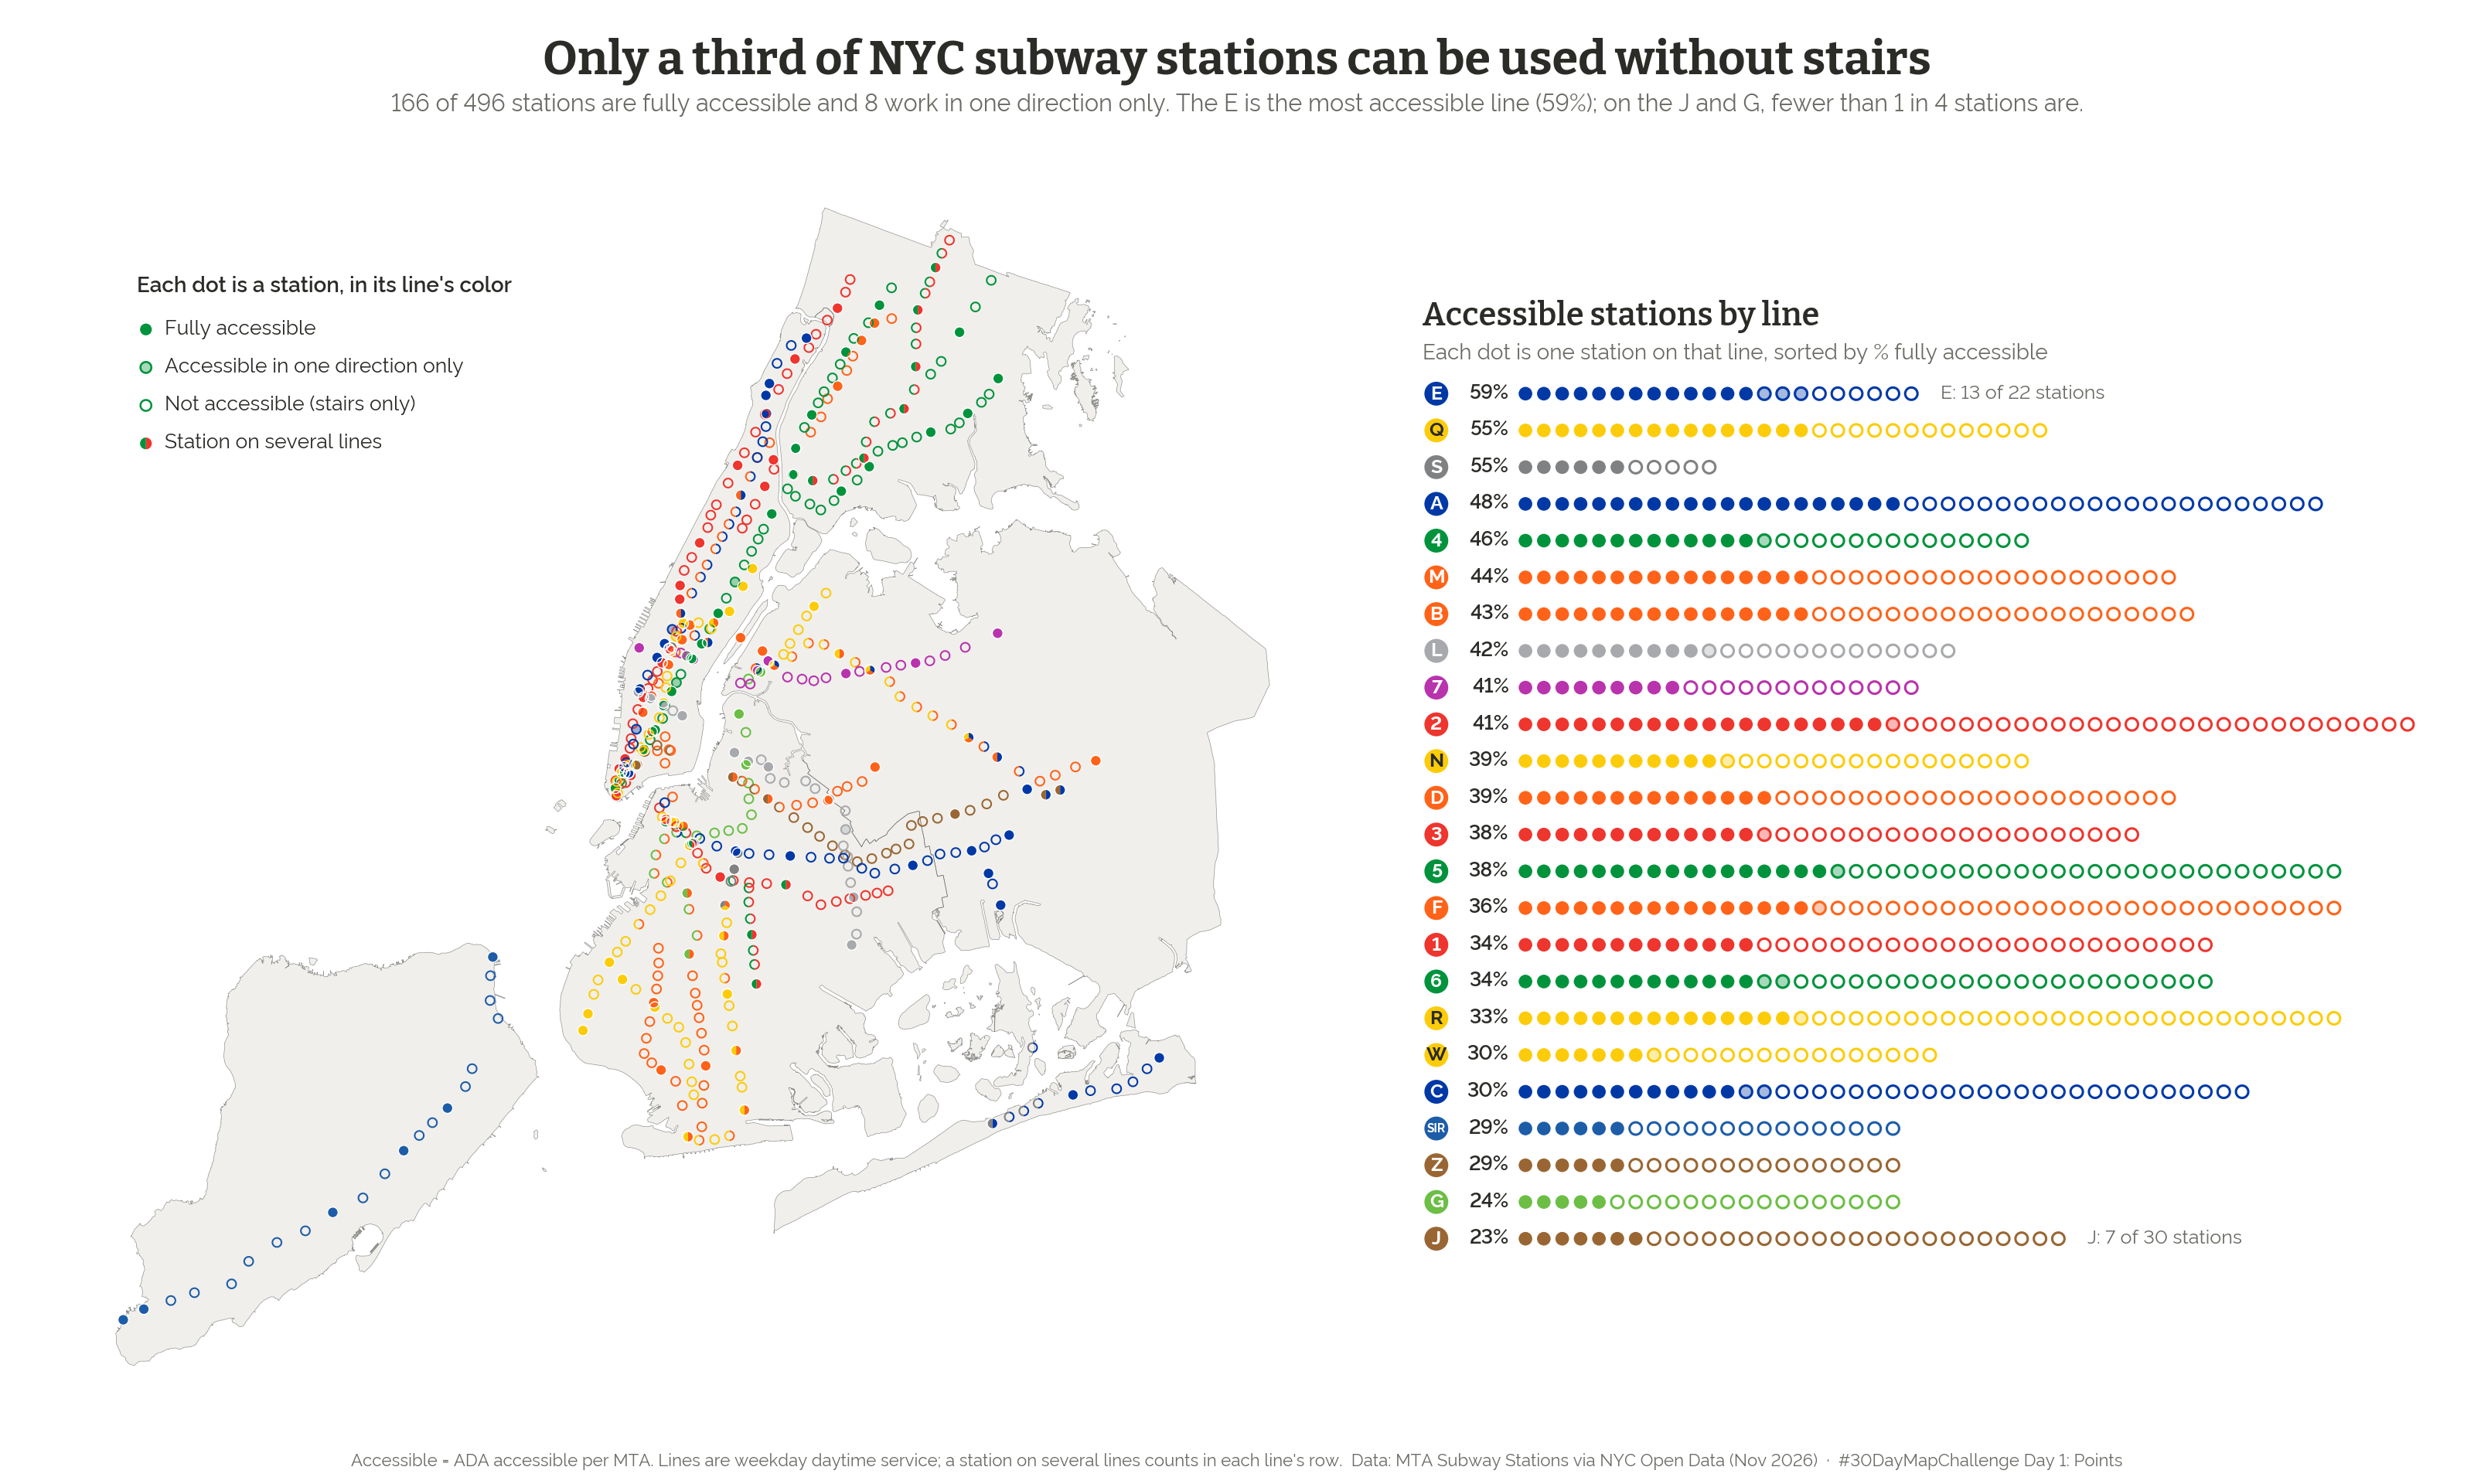 Only a third of NYC subway stations can be used without stairs
166 of 496 stations are fully accessible and 8 work in one direction only. The E is the most accessible line (59%); on the J and G, fewer than 1 in 4 stations are.
Each dot is a station, in its line's color
Fully accessible
Accessible in one direction only
Not accessible (stairs only)
Station on several lines
Accessible stations by line
Each dot is one station on that line, sorted by % fully accessible
E 59% E: 13 of 22 stations
Q 55%
S 55%
A 48%
4 46%
M 44%
B 43%
L 42%
7 41%
2 41%
N 39%
D 39%
3 38%
5 38%
F 36%
1 34%
6 34%
R 33%
W 30%
C 30%
SIR 29%
Z 29%
G 24%
J 23% J: 7 of 30 stations
Accessible = ADA accessible per MTA. Lines are weekday daytime service; a station on several lines counts in each line's row. Data: MTA Subway Stations via NYC Open Data (Nov 2026) · #30DayMapChallenge Day 1: Points